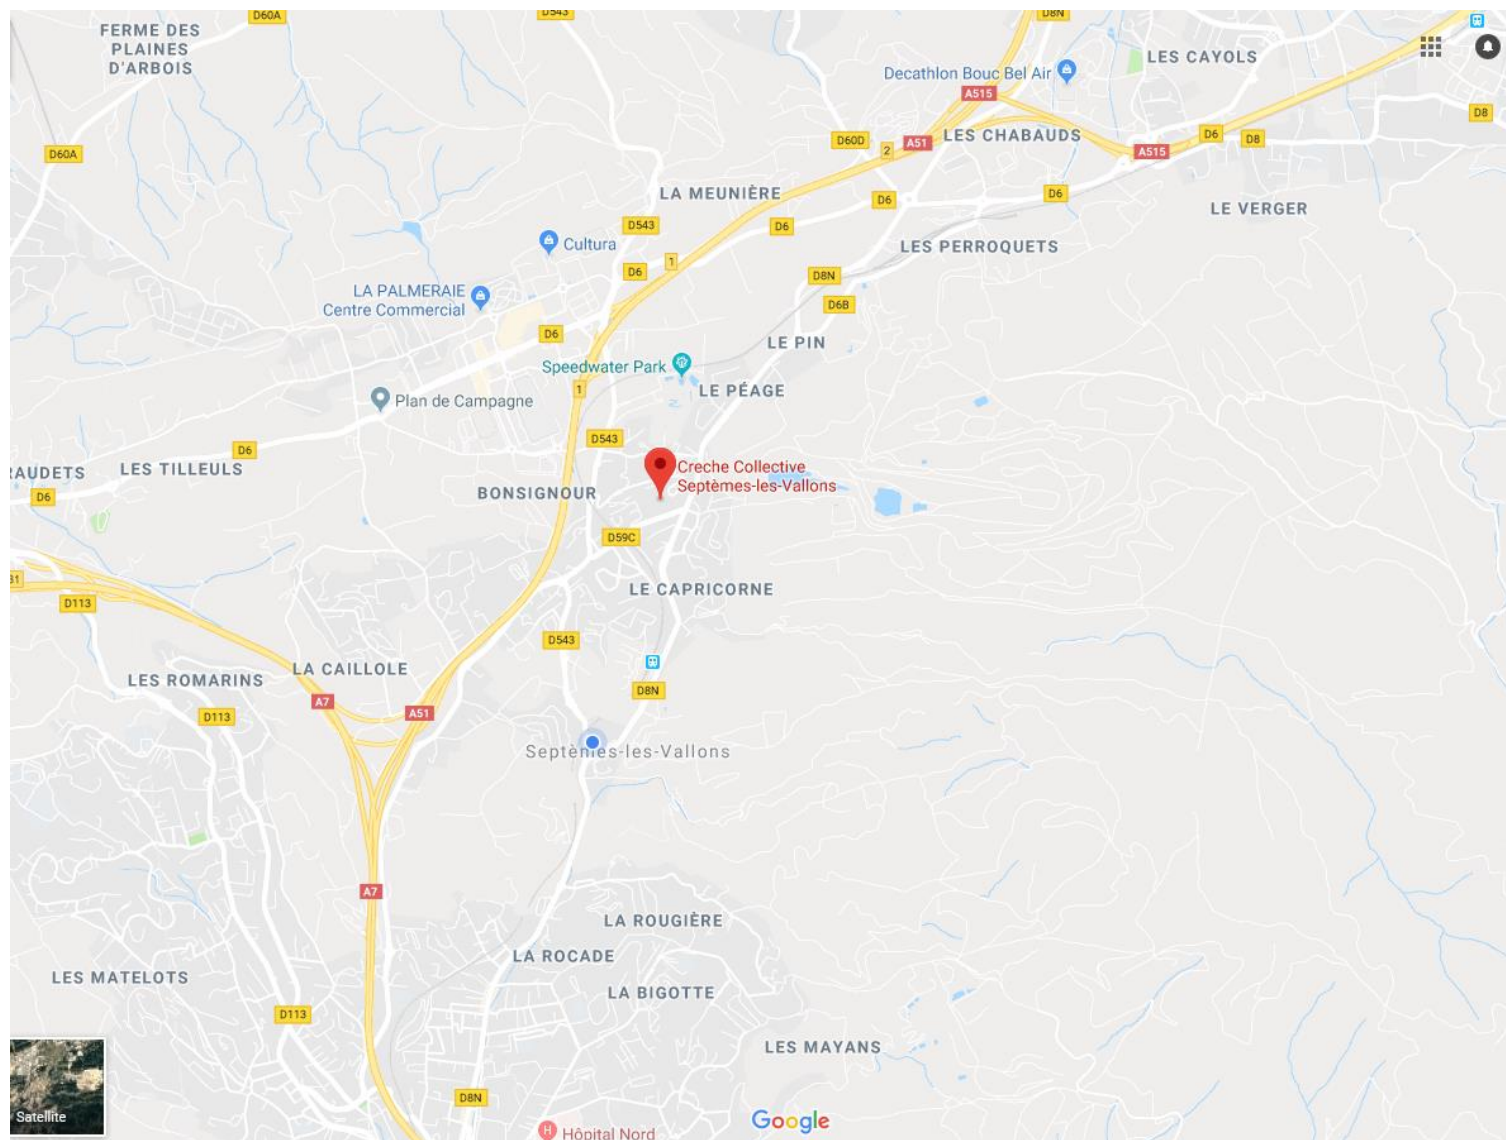 D60A
D543
D8N
FERME DES
PLAINES
D'ARBOIS
LES CAYOLS
Decathlon Bouc Bel Air
A515
D8
D60A
D60D
2
A51
LES CHABAUDS
A515
D6
D8
LA MEUNIÈRE
D6
D6
LE VERGER
D543
D6
Cultura
LES PERROQUETS
D6
1
D8N
LA PALMERAIE
Centre Commercial
D6B
D6
LE PIN
Speedwater Park
1
LE PÉAGE
Plan de Campagne
D543
D6
AUDETS
LES TILLEULS
Creche Collective
Septèmes-les-Vallons
D6
BONSIGNOUR
D59C
31
LE CAPRICORNE
D113
D543
LA CAILLOLE
LES ROMARINS
D8N
A7
A51
D113
Septèmes-les-Vallons
A7
LA ROUGIÈRE
LA ROCADE
LES MATELOTS
LA BIGOTTE
D113
LES MAYANS
D8N
Satellite
Google
H
Hôpital Nord